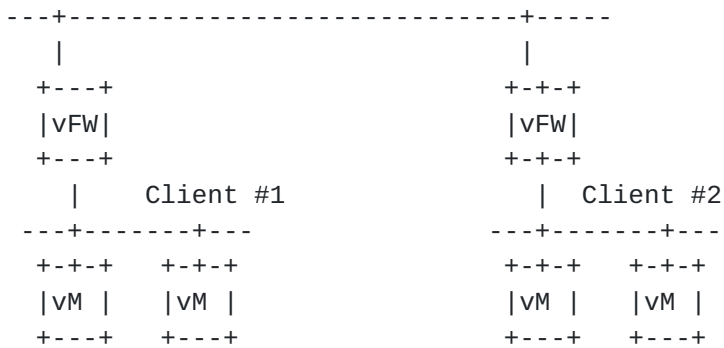 ---+-----------------------------+-----
   |                             |
  +---+                        +-+-+
  |vFW|                        |vFW|
  +---+                        +-+-+
    |    Client #1               |  Client #2
 ---+-------+---              ---+-------+---
  +-+-+   +-+-+                +-+-+   +-+-+
  |vM |   |vM |                |vM |   |vM |
  +---+   +---+                +---+   +---+